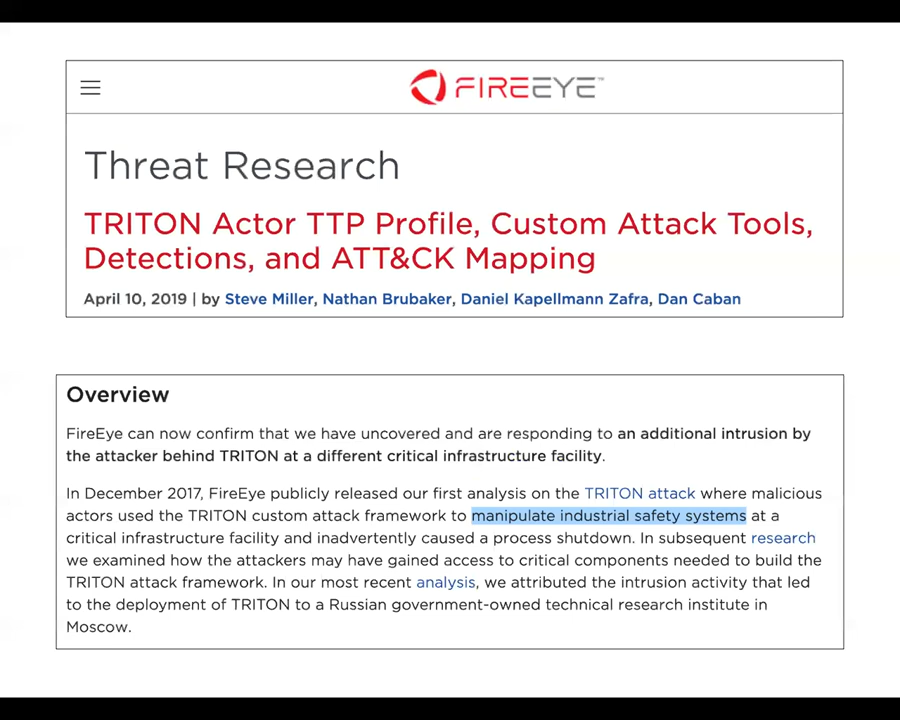 FIREEYE™
Threat Research
TRITON Actor TTP Profile, Custom Attack Tools,
Detections, and ATT&CK Mapping
April 10, 2019 | by Steve Miller, Nathan Brubaker, Daniel Kapellmann Zafra, Dan Caban
Overview
FireEye can now confirm that we have uncovered and are responding to an additional intrusion by
the attacker behind TRITON at a different critical infrastructure facility.
In December 2017, FireEye publicly released our first analysis on the TRITON attack where malicious
actors used the TRITON custom attack framework to manipulate industrial safety systems at a
critical infrastructure facility and inadvertently caused a process shutdown. In subsequent research
we examined how the attackers may have gained access to critical components needed to build the
TRITON attack framework. In our most recent analysis, we attributed the intrusion activity that led
to the deployment of TRITON to a Russian government-owned technical research institute in
Moscow.